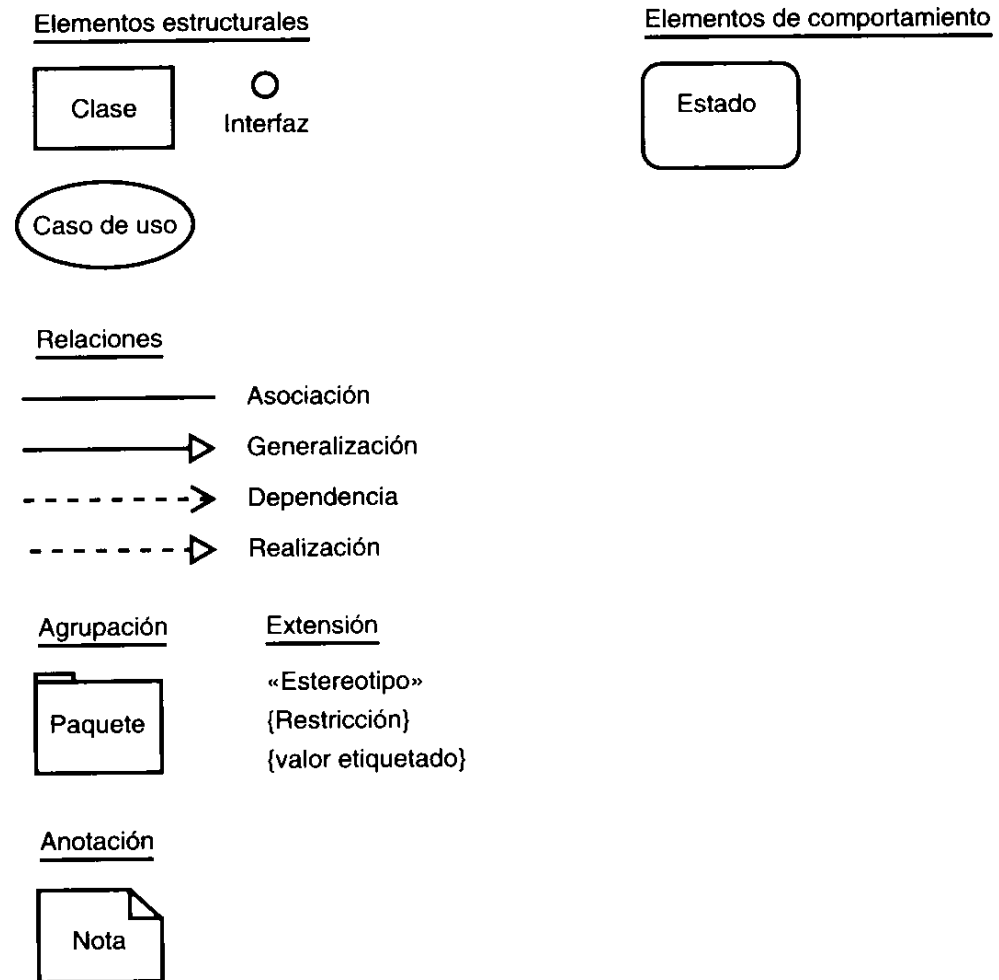 Elementos estructurales
Elementos de comportamiento
Clase
Interfaz
Estado
Caso de uso
Relaciones
Asociación
Generalización
Dependencia
Realización
Agrupación
Extensión
«Estereotipo»
Paquete
{Restricción}
{valor etiquetado}
Anotación
Nota